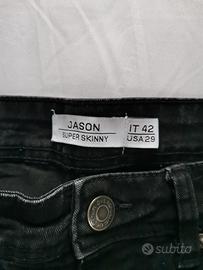 JASON
SUPER SKINNY
IT 42
USA 29
subito